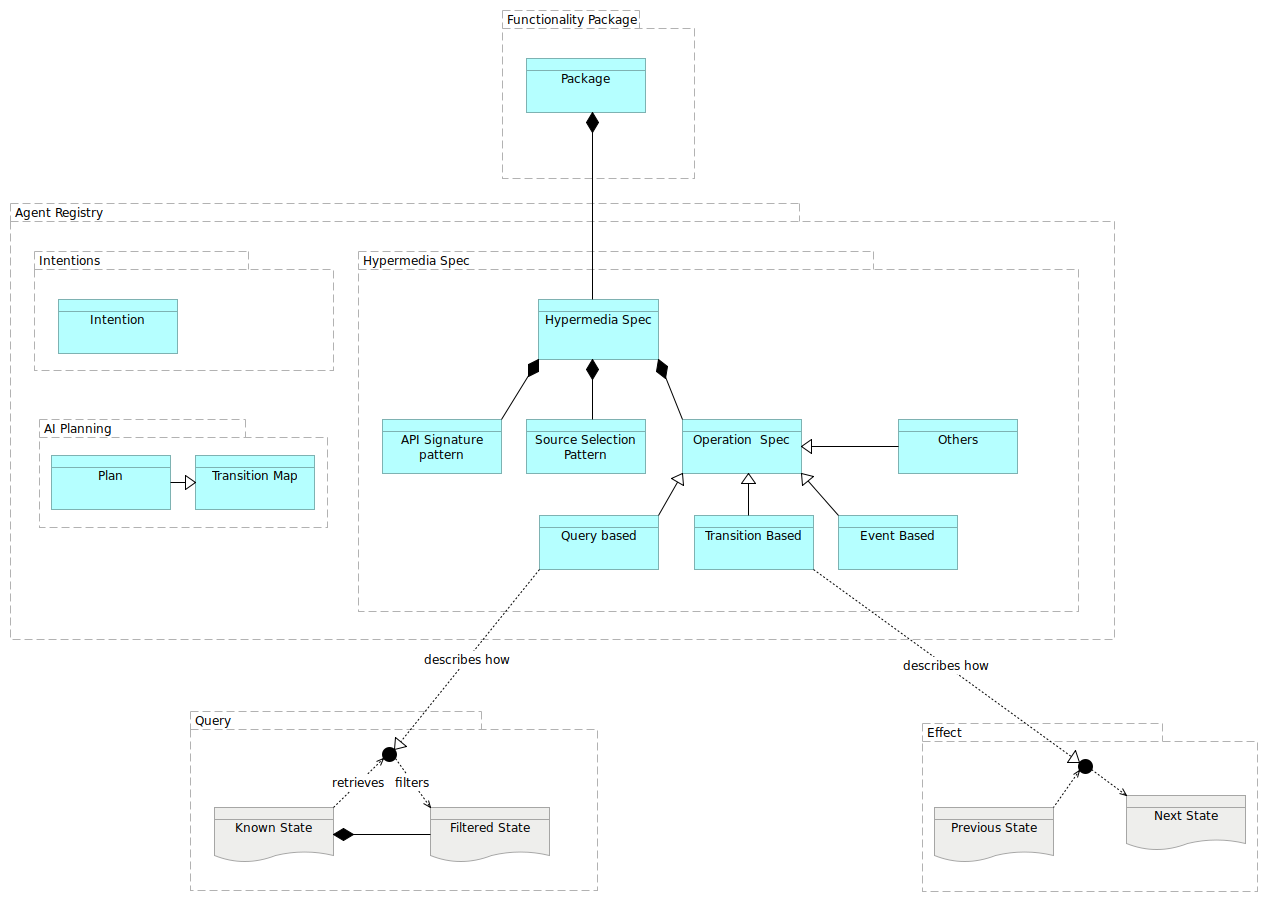 Functionality Package
Package
Agent Registry
Intentions
Hypermedia Spec
Intention
Hypermedia Spec
AI Planning
API Signature
pattern
Source Selection
Pattern
Operation  Spec
Others
Plan
Transition Map
Query based
Transition Based
Event Based
describes how
describes how
Query
Effect
retrieves
filters
Known State
Filtered State
Previous State
Next State